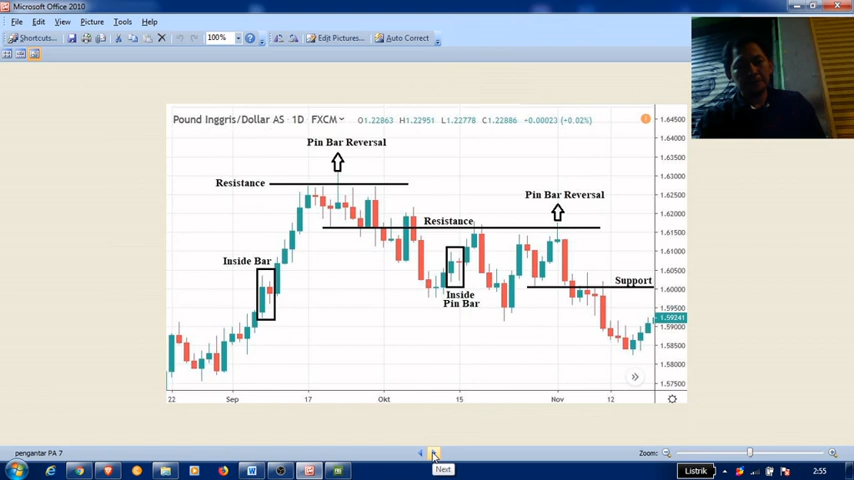 Microsoft Office 2010
File Edit View Picture Tools Help
Shortcuts... 100% Edit Pictures... Auto Correct
Pound Inggris/Dollar AS 1D FXCM O1.22863 H1.22951 L1.22778 C1.22886 +0.00023 (+0.02%)
1.64500
1.64000
Pin Bar Reversal
1.63500
1.63000
Resistance
1.62500
Pin Bar Reversal
1.62000
Resistance
1.61500
1.61000
Inside Bar
1.60500
Support
1.60000
Inside
Pin Bar
1.59500
1.59241
1.59000
1.58500
1.58000
1.57500
22 Sep 17 Okt 15 Nov 12
pengantar PA 7 Zoom:
Next
Listrik 2:55